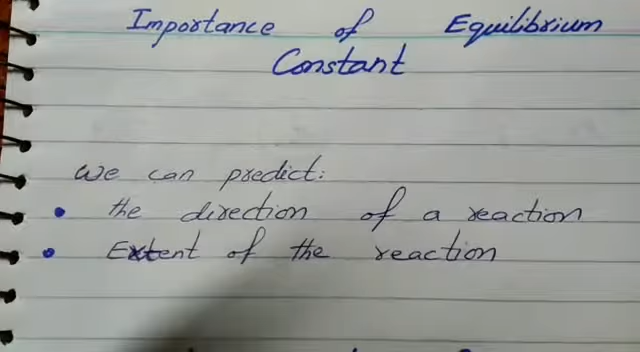 Importance of Equilibrium
Constant
we can predict:
• the direction of a reaction
• Extent of the reaction